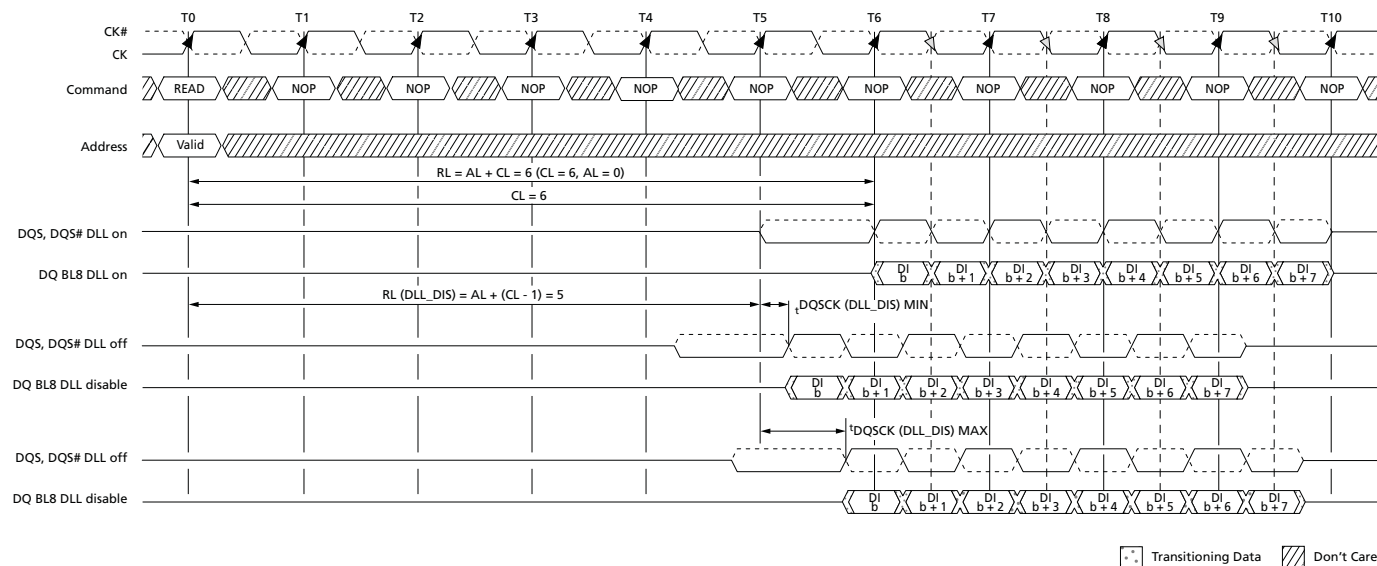 T0 T1 T2 T3 T4 T5 T6 T7 T8 T9 T10
CK#
CK
Command READ NOP NOP NOP NOP NOP NOP NOP NOP NOP NOP
Address Valid
RL = AL + CL = 6 (CL = 6, AL = 0)
CL = 6
DQS, DQS# DLL on
DQ BL8 DLL on DI b DI b + 1 DI b + 2 DI b + 3 DI b + 4 DI b + 5 DI b + 6 DI b + 7
RL (DLL_DIS) = AL + (CL - 1) = 5 tDQSCK (DLL_DIS) MIN
DQS, DQS# DLL off
DQ BL8 DLL disable DI b DI b + 1 DI b + 2 DI b + 3 DI b + 4 DI b + 5 DI b + 6 DI b + 7
tDQSCK (DLL_DIS) MAX
DQS, DQS# DLL off
DQ BL8 DLL disable DI b DI b + 1 DI b + 2 DI b + 3 DI b + 4 DI b + 5 DI b + 6 DI b + 7
Transitioning Data Don't Care